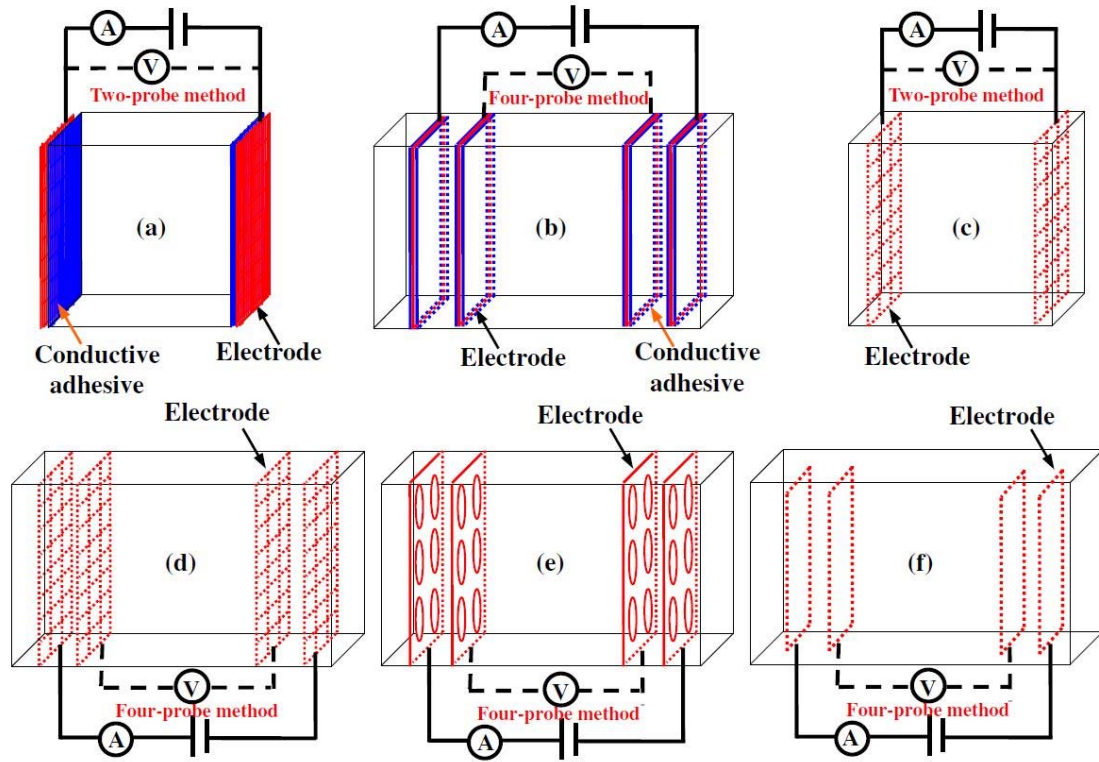 A
V
Two-probe method
(a)
Conductive
adhesive
Electrode
A
V
Four-probe method
(b)
Electrode
Conductive
adhesive
A
V
Two-probe method
(c)
Electrode
Electrode
(d)
V
Four-probe method
A
Electrode
(e)
V
Four-probe method
A
Electrode
(f)
V
Four-probe method
A